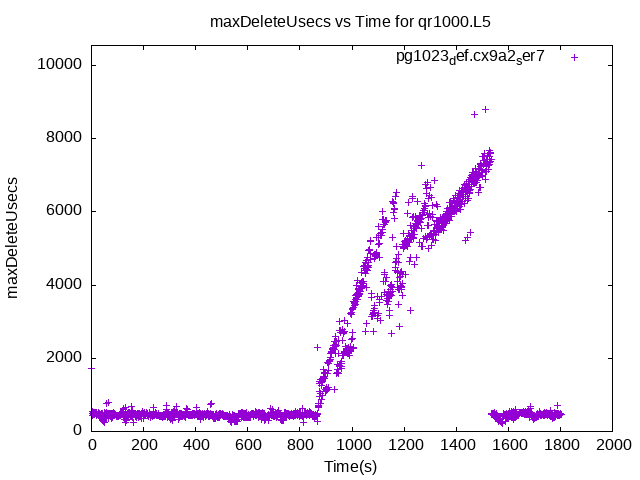 maxDeleteUsecs vs Time for qr1000.L5
pg1023def.cx9a2ser7
10000
8000
6000
4000
2000
0
maxDeleteUsecs
0 200 400 600 800 1000 1200 1400 1600 1800 2000
Time(s)